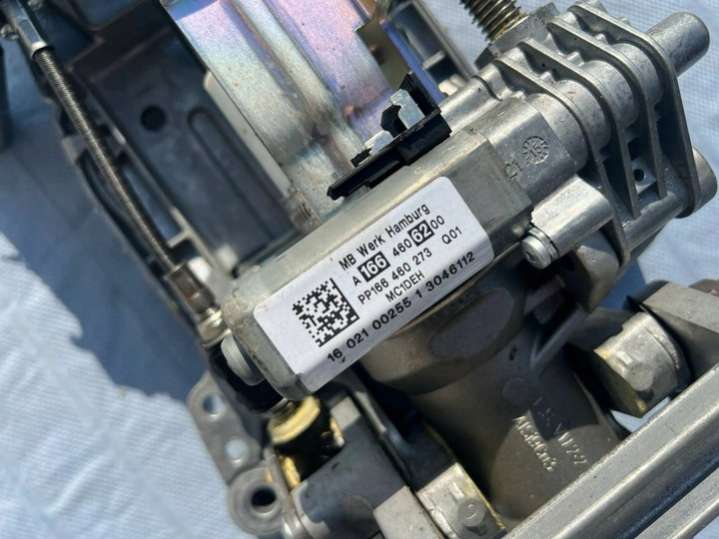 MB Werk Hamburg
A 166 460 62 00
PP166 460 273 Q01
MC1DEH
16 021 00255 1 3046112